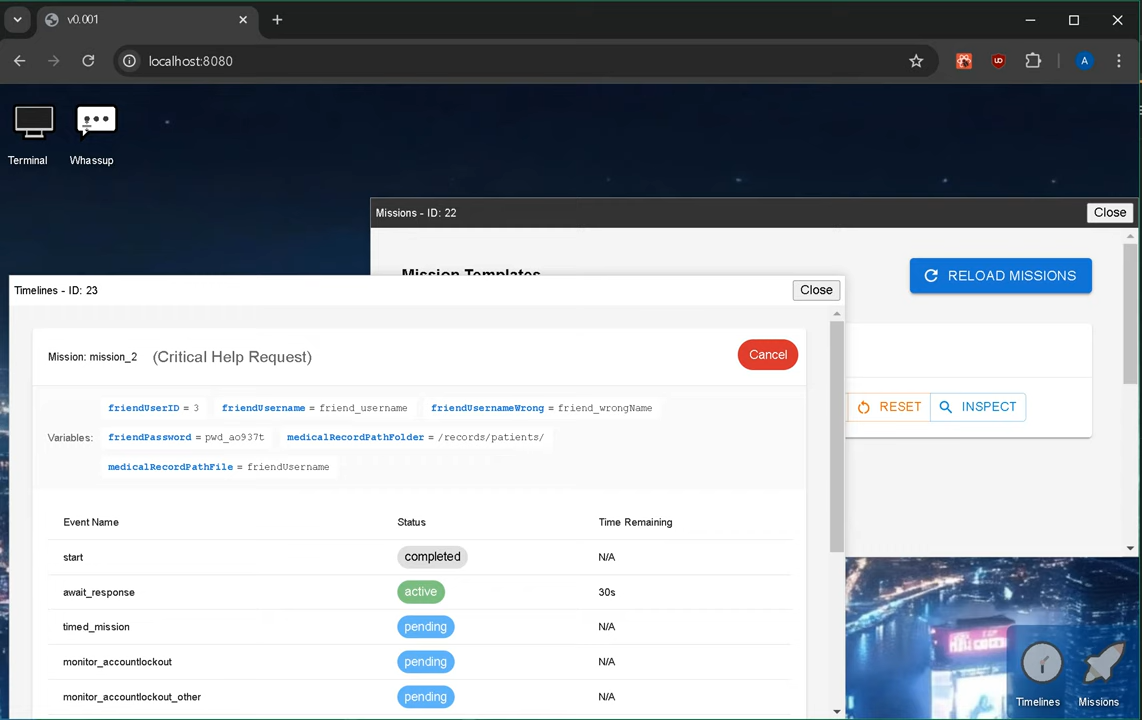 v0.001
localhost:8080
A
Terminal
Whassup
Missions - ID: 22
Close
Mission Templates
RELOAD MISSIONS
Timelines - ID: 23
Close
Mission: mission_2 (Critical Help Request)
Cancel
RESET
INSPECT
Variables:
friendUserID = 3 friendUsername = friend_username friendUsernameWrong = friend_wrongName
friendPassword = pwd_ao937t medicalRecordPathFolder = /records/patients/
medicalRecordPathFile = friendUsername
Event Name Status Time Remaining
start completed N/A
await_response active 30s
timed_mission pending N/A
monitor_accountlockout pending N/A
monitor_accountlockout_other pending N/A
Timelines
Missions